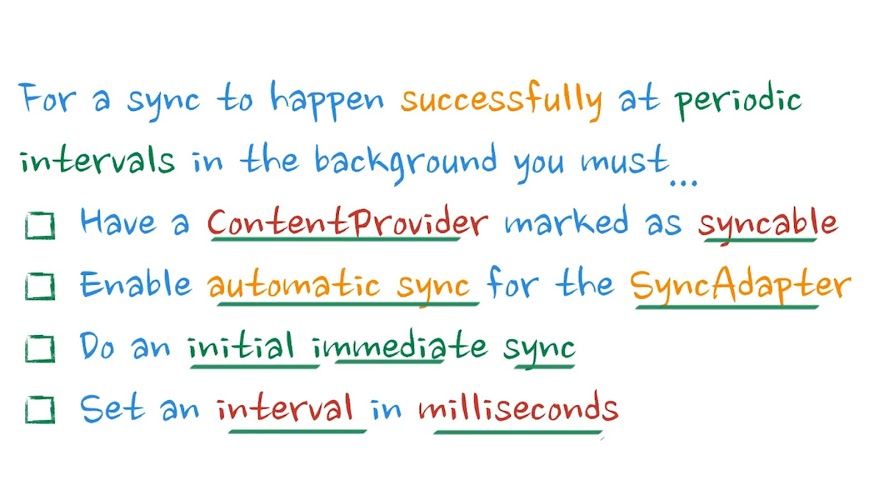 For a sync to happen successfully at periodic
intervals in the background you must...
Have a ContentProvider marked as syncable
Enable automatic sync for the SyncAdapter
Do an initial immediate sync
Set an interval in milliseconds